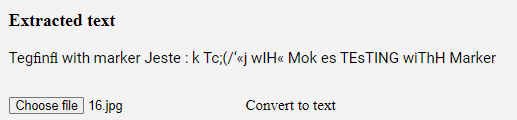 Extracted text
Tegfinfl with marker Jeste : k Tc;(/’«j wIH« Mok es TEsTING wiThH Marker
Choose file 16.jpg Convert to text